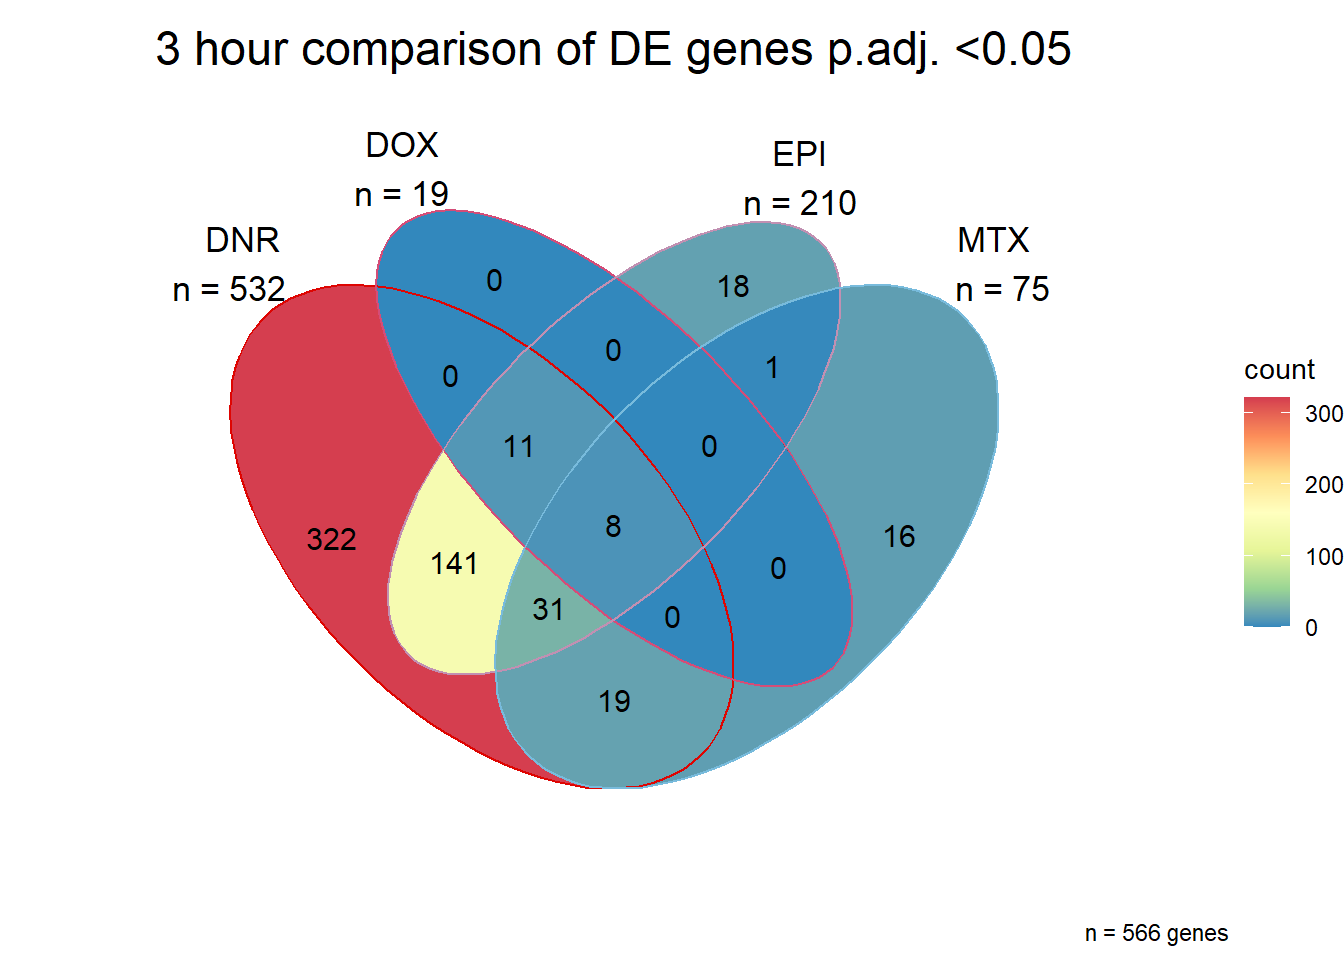 3 hour comparison of DE genes p.adj. <0.05
DOX
n = 19
EPI
n = 210
DNR
n = 532
MTX
n = 75
0
18
0
1
0
11
0
322
141
8
16
31
0
0
19
count
300
200
100
0
n = 566 genes